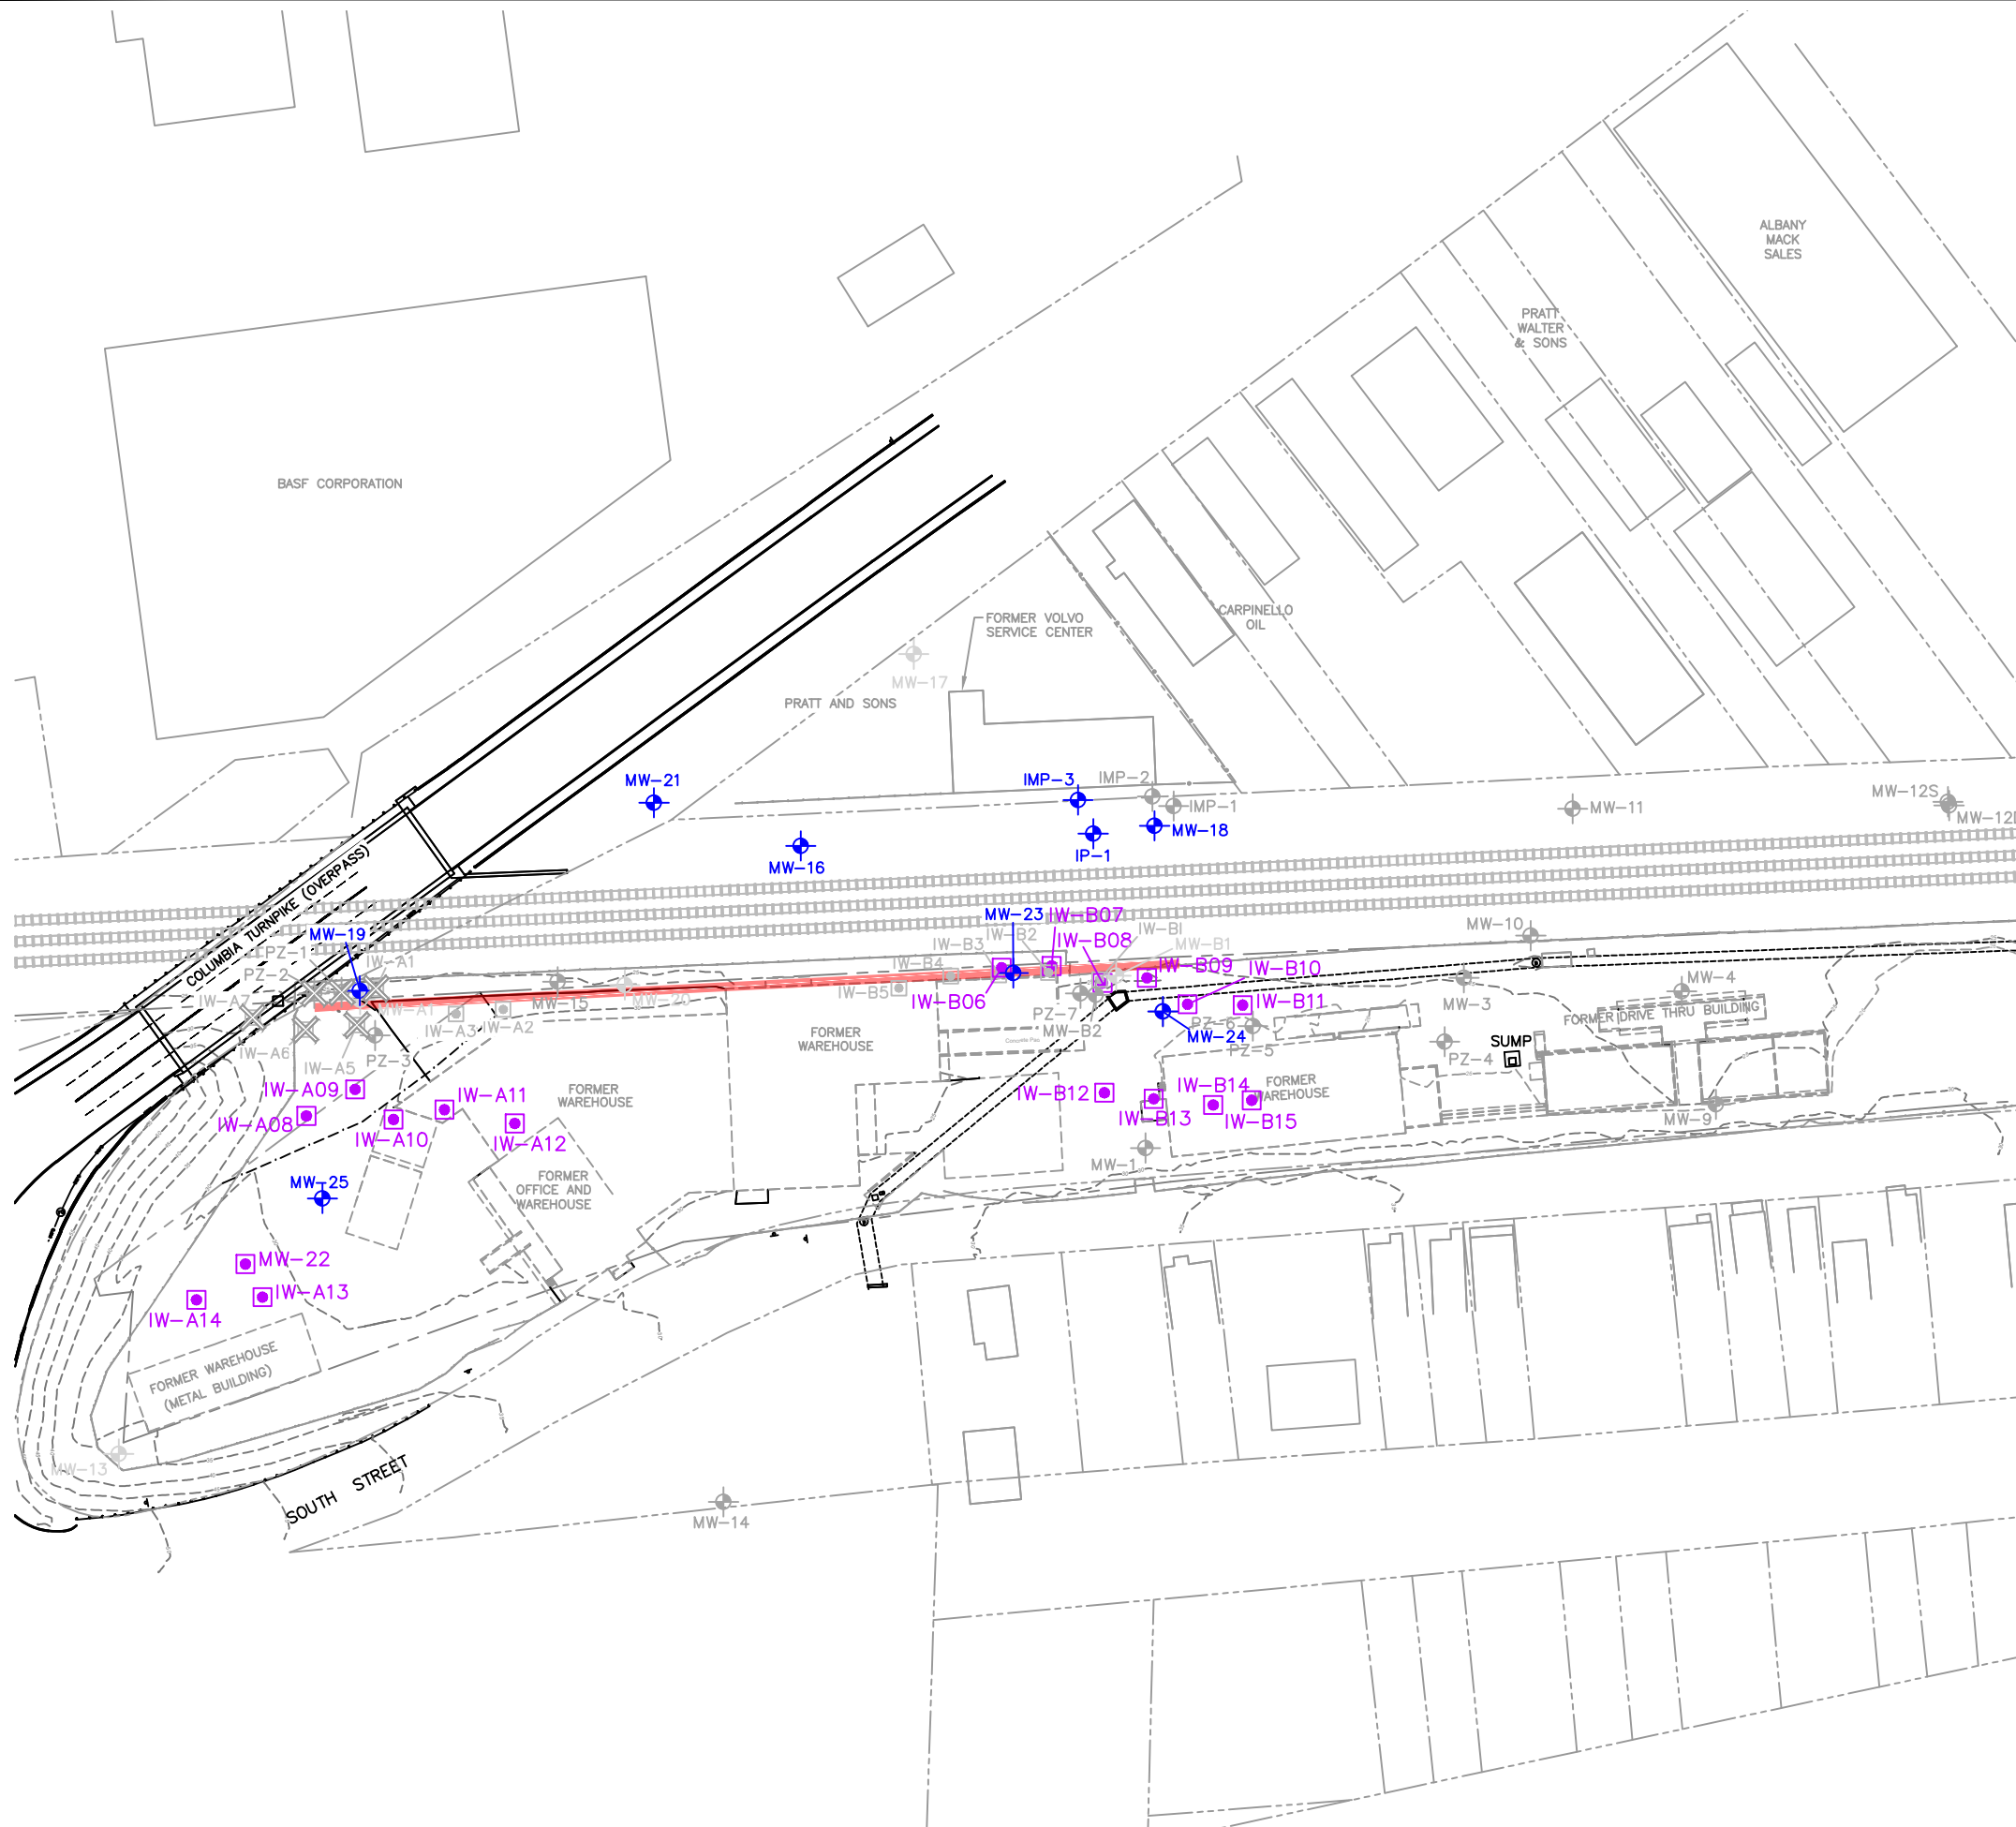 ALBANY
MACK
SALES
PRATT
WALTER
& SONS
BASF CORPORATION
CARPINELLO
OIL
FORMER VOLVO
SERVICE CENTER
MW-17
PRATT AND SONS
MW-21
IMP-3
IMP-2
IMP-1
MW-18
IP-1
MW-16
MW-11
MW-12S
MW-12D
COLUMBIA TURNPIKE (OVERPASS)
MW-19
PZ-1
PZ-2
IW-A1
IW-A7
MW-A1
IW-A6
IW-A5
PZ-3
IW-A3
IW-A2
MW-15
MW-20
MW-23
IW-B07
IW-B2
IW-B08
IW-B1
IW-B3
MW-B1
IW-B4
IW-B5
IW-B06
IW-B09
IW-B10
IW-B11
MW-10
MW-3
MW-4
PZ-7
MW-B2
PZ-6
MW-24
PZ-5
FORMER DRIVE THRU BUILDING
SUMP
PZ-4
MW-9
FORMER
WAREHOUSE
Concrete Pad
IW-A09
IW-A08
IW-A10
IW-A11
IW-A12
FORMER
WAREHOUSE
IW-B12
IW-B13
IW-B14
IW-B15
FORMER
WAREHOUSE
MW-1
MW-25
FORMER
OFFICE AND
WAREHOUSE
MW-22
IW-A13
IW-A14
FORMER WAREHOUSE
(METAL BUILDING)
MW-13
SOUTH STREET
MW-14